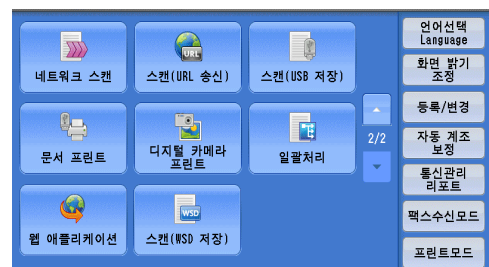 네트워크 스캔
URL
스캔(URL 송신)
스캔(USB 저장)
문서 프린트
디지털 카메라
프린트
일괄처리
웹 애플리케이션
WSD
스캔(WSD 저장)
2/2
언어선택
Language
화면 밝기
조정
등록/변경
자동 계조
보정
통신관리
리포트
팩스수신모드
프린트모드